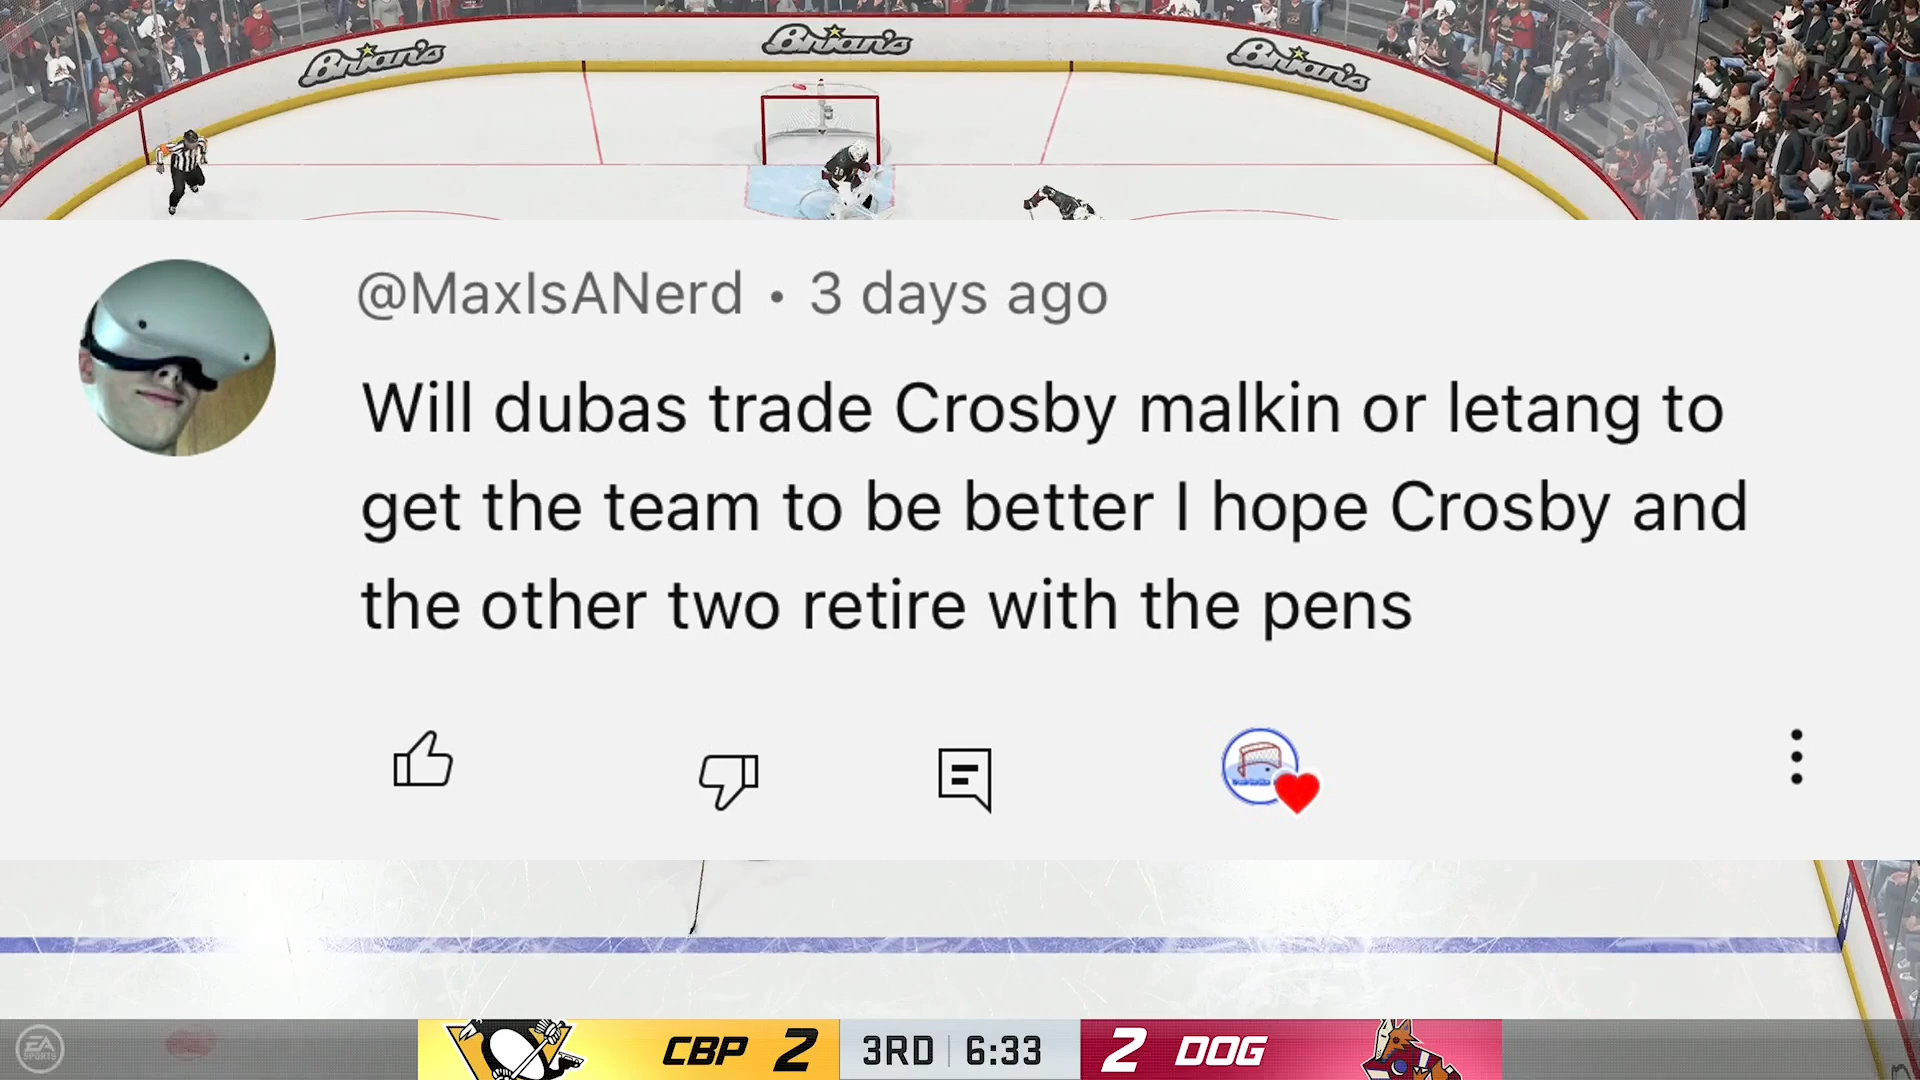 Brian's Brian's Brian's
@MaxIsANerd • 3 days ago
Will dubas trade Crosby malkin or letang to
get the team to be better I hope Crosby and
the other two retire with the pens
EA
SPORTS
CBP 2 3RD 6:33 2 DOG